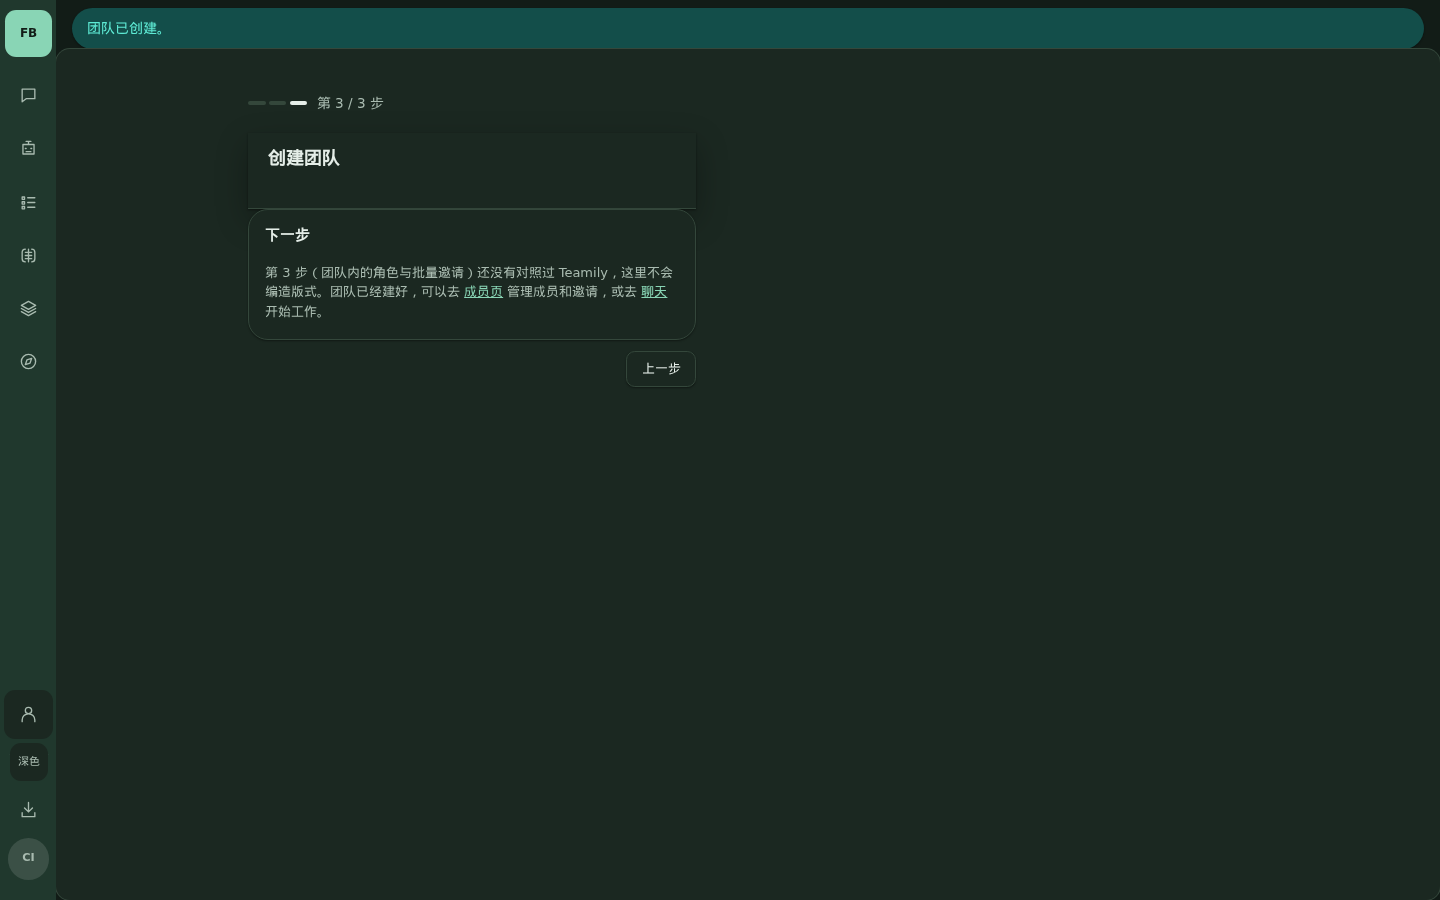 FB
团队已创建。
第 3 / 3 步
创建团队
下一步
第 3 步（团队内的角色与批量邀请）还没有对照过 Teamily，这里不会
编造版式。团队已经建好，可以去 成员页 管理成员和邀请，或去 聊天
开始工作。
上一步
深色
CI